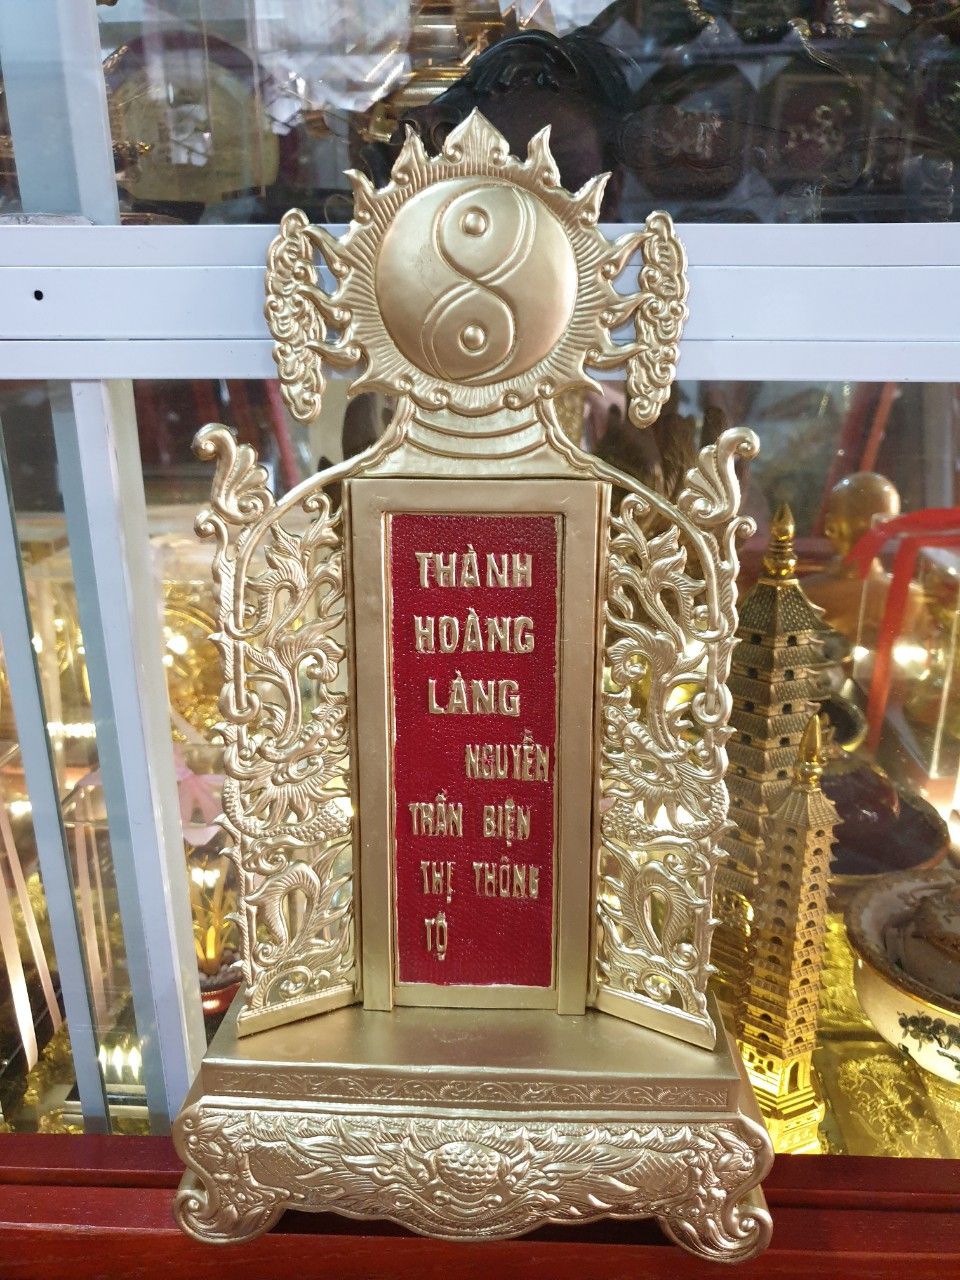 THÀNH
HOÀNG
LÀNG
NGUYỄN
TRẦN BIỆN
THỊ THÔNG
TỘ